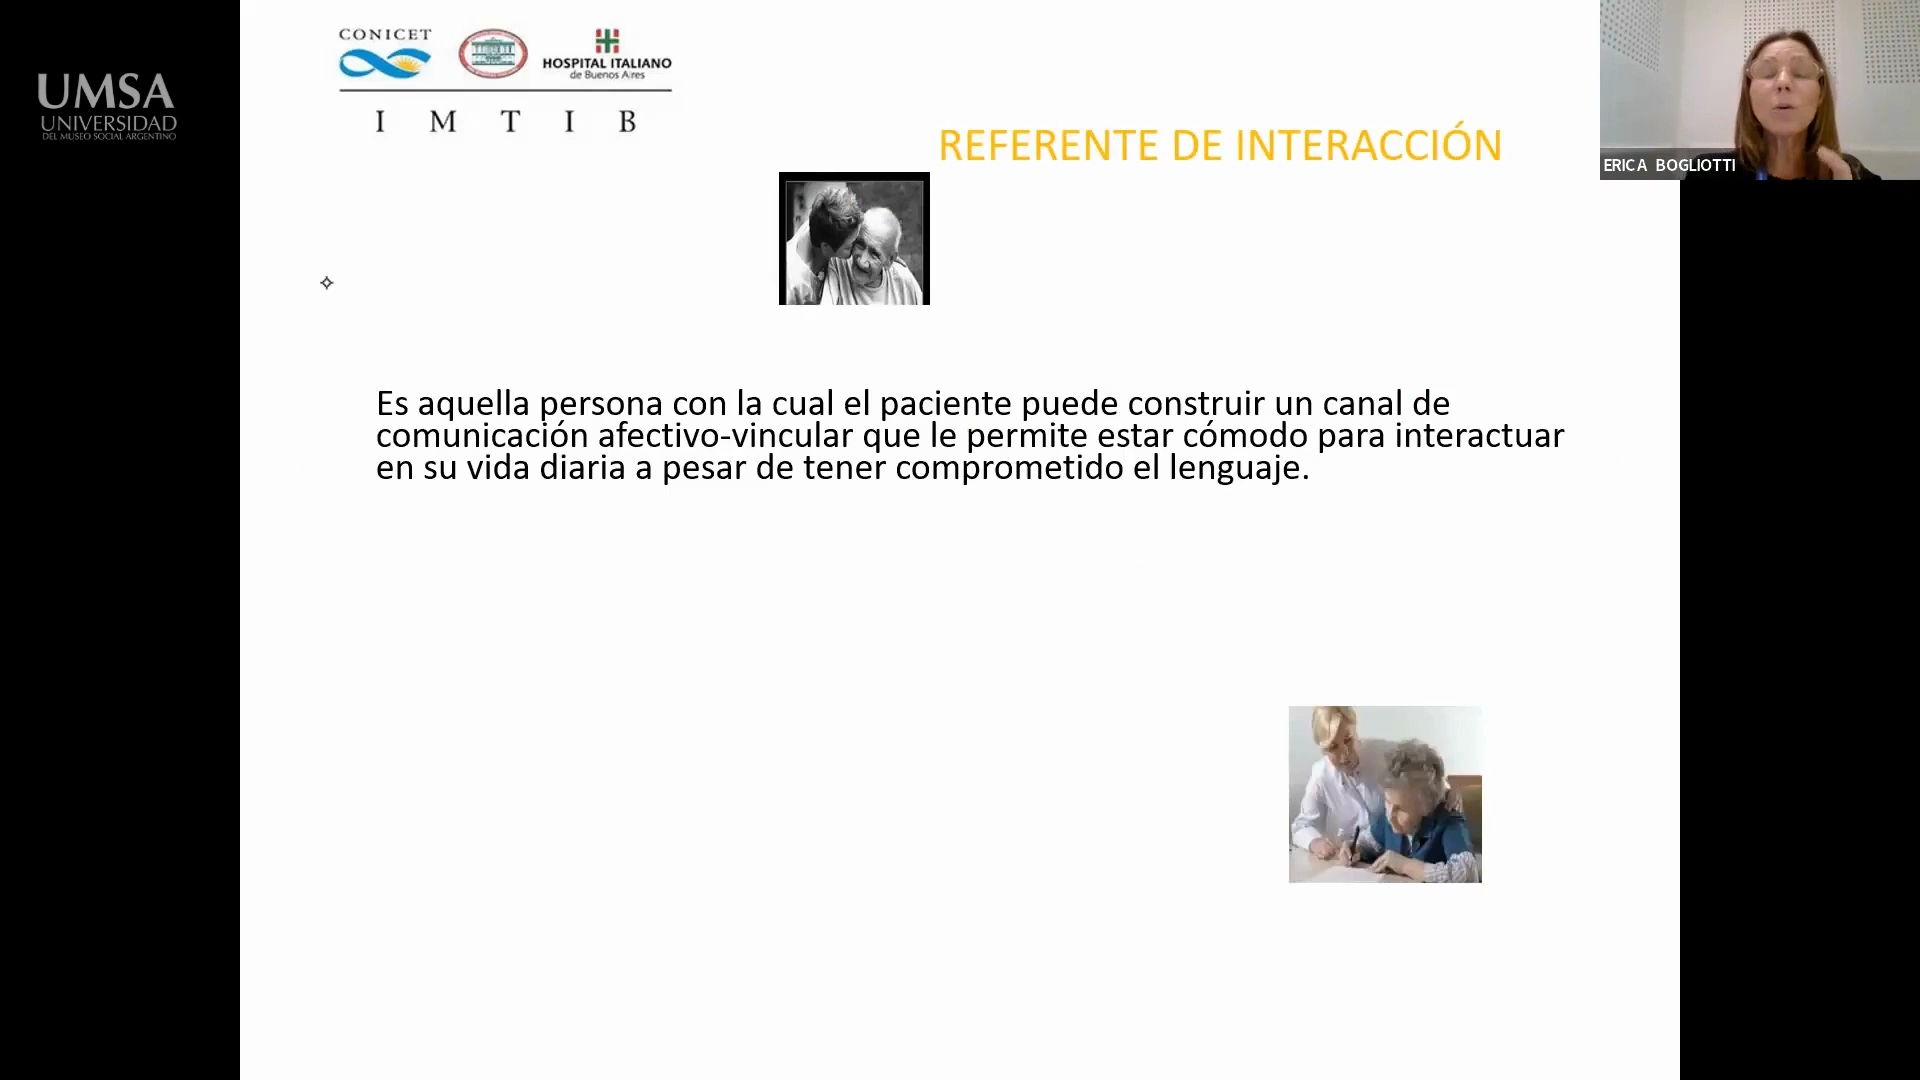 UMSA
UNIVERSIDAD
DEL MUSEO SOCIAL ARGENTINO
CONICET
HOSPITAL ITALIANO
de Buenos Aires
I M T I B
REFERENTE DE INTERACCIÓN
ERICA BOGLIOTTI
Es aquella persona con la cual el paciente puede construir un canal de
comunicación afectivo-vincular que le permite estar cómodo para interactuar
en su vida diaria a pesar de tener comprometido el lenguaje.